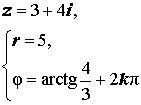 z = 3 + 4i,
{ r = 5,
φ = arctg 4/3 + 2kπ